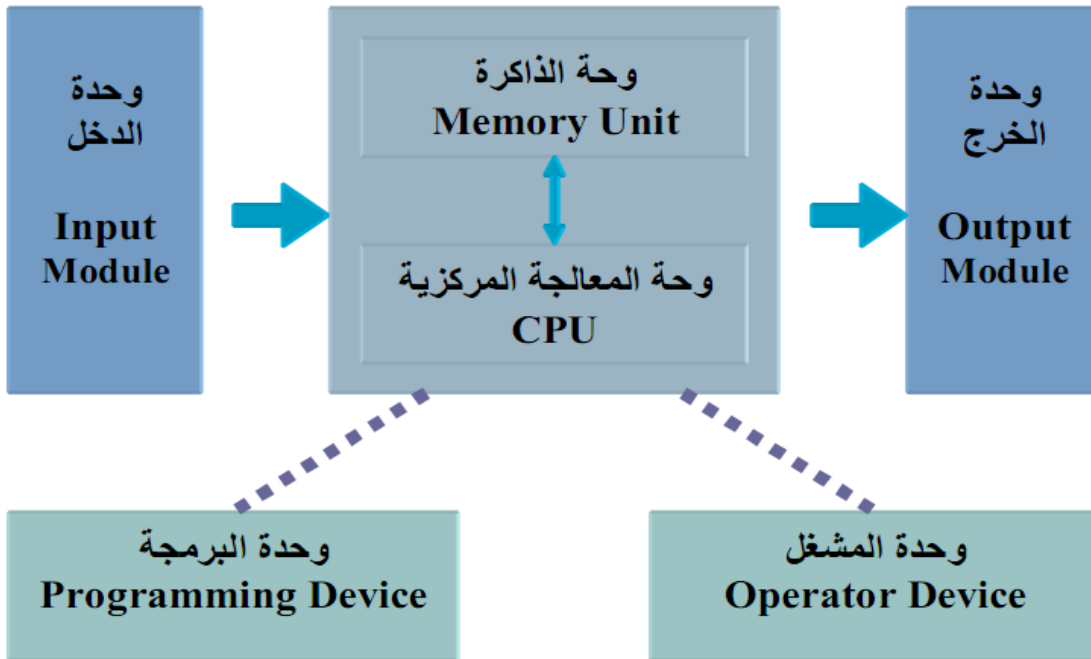 وحدة
الدخل
Input
Module
وحة الذاكرة
Memory Unit
وحة المعالجة المركزية
CPU
وحدة
الخرج
Output
Module
وحدة البرمجة
Programming Device
وحدة المشغل
Operator Device